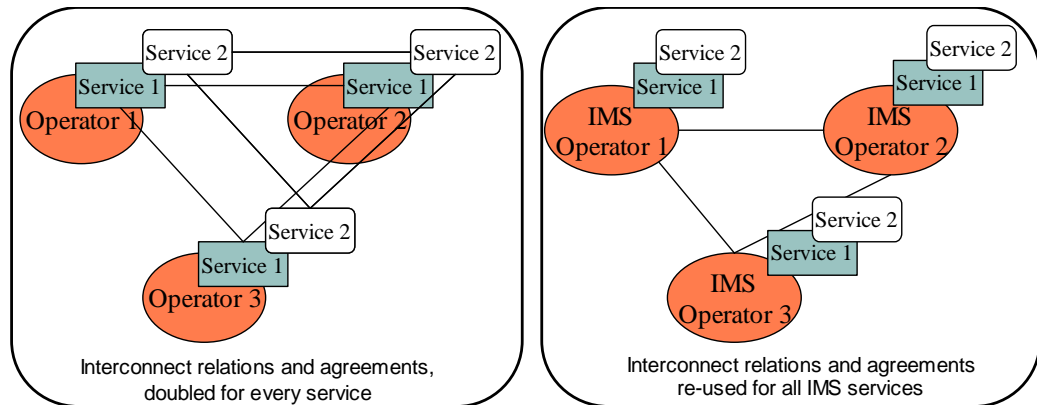 Service 2
Service 2
Service 1
Service 1
Operator 1
Operator 2
Service 2
Service 1
Operator 3
Interconnect relations and agreements,
doubled for every service
Service 2
Service 2
Service 1
Service 1
IMS
Operator 1
IMS
Operator 2
Service 2
Service 1
IMS
Operator 3
Interconnect relations and agreements
re-used for all IMS services